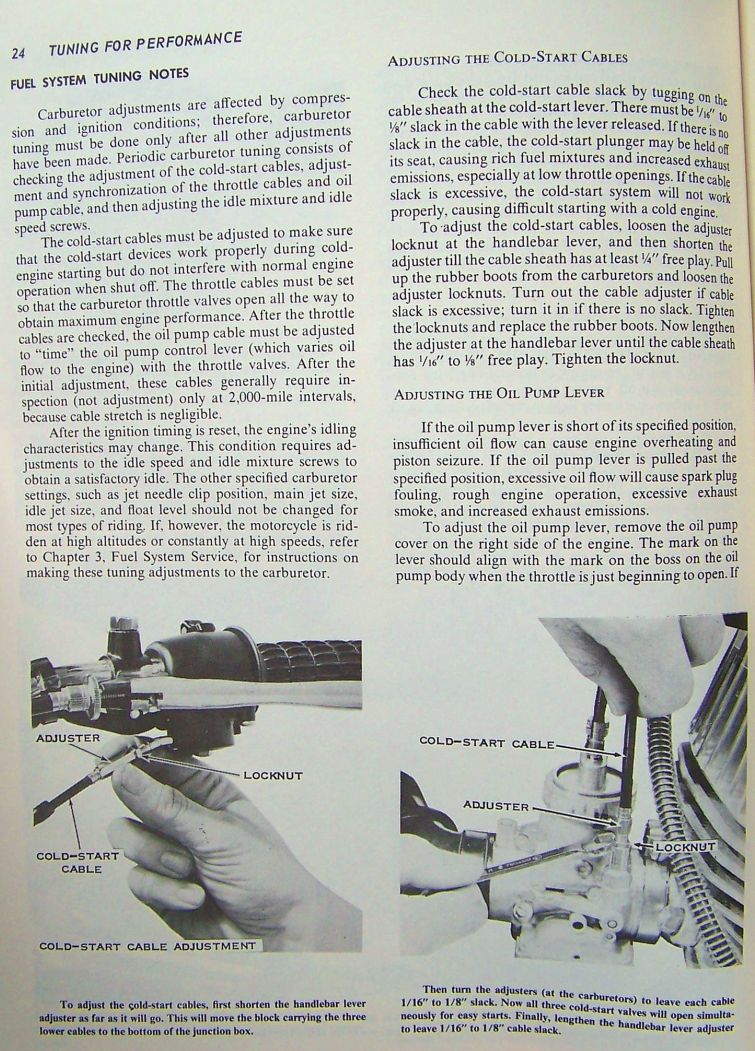 24 TUNING FOR PERFORMANCE
FUEL SYSTEM TUNING NOTES
Carburetor adjustments are affected by compres-
sion and ignition conditions; therefore, carburetor
tuning must be done only after all other adjustments
have been made. Periodic carburetor tuning consists of
checking the adjustment of the cold-start cables, adjust-
ment and synchronization of the throttle cables and oil
pump cable, and then adjusting the idle mixture and idle
speed screws.
The cold-start cables must be adjusted to make sure
that the cold-start devices work properly during cold-
engine starting but do not interfere with normal engine
operation when shut off. The throttle cables must be set
so that the carburetor throttle valves open all the way to
obtain maximum engine performance. After the throttle
cables are checked, the oil pump cable must be adjusted
to “time” the oil pump control lever (which varies oil
flow to the engine) with the throttle valves. After the
initial adjustment, these cables generally require in-
spection (not adjustment) only at 2,000-mile intervals,
because cable stretch is negligible.
After the ignition timing is reset, the engine’s idling
characteristics may change. This condition requires ad-
justments to the idle speed and idle mixture screws to
obtain a satisfactory idle. The other specified carburetor
settings, such as jet needle clip position, main jet size,
idle jet size, and float level should not be changed for
most types of riding. If, however, the motorcycle is rid-
den at high altitudes or constantly at high speeds, refer
to Chapter 3, Fuel System Service, for instructions on
making these tuning adjustments to the carburetor.
ADJUSTER
LOCKNUT
COLD-START
CABLE
COLD-START CABLE ADJUSTMENT
To adjust the cold-start cables, first shorten the handlebar lever
adjuster as far as it will go. This will move the block carrying the three
lower cables to the bottom of the junction box.
ADJUSTING THE COLD-START CABLES
Check the cold-start cable slack by tugging on the
cable sheath at the cold-start lever. There must be 1/16″ to
1/8″ slack in the cable with the lever released. If there is no
slack in the cable, the cold-start plunger may be held off
its seat, causing rich fuel mixtures and increased exhaust
emissions, especially at low throttle openings. If the cable
slack is excessive, the cold-start system will not work
properly, causing difficult starting with a cold engine.
To adjust the cold-start cables, loosen the adjuster
locknut at the handlebar lever, and then shorten the
adjuster till the cable sheath has at least 1/4″ free play. Pull
up the rubber boots from the carburetors and loosen the
adjuster locknuts. Turn out the cable adjuster if cable
slack is excessive; turn it in if there is no slack. Tighten
the locknuts and replace the rubber boots. Now lengthen
the adjuster at the handlebar lever until the cable sheath
has 1/16″ to 1/8″ free play. Tighten the locknut.
ADJUSTING THE OIL PUMP LEVER
If the oil pump lever is short of its specified position,
insufficient oil flow can cause engine overheating and
piston seizure. If the oil pump lever is pulled past the
specified position, excessive oil flow will cause spark plug
fouling, rough engine operation, excessive exhaust
smoke, and increased exhaust emissions.
To adjust the oil pump lever, remove the oil pump
cover on the right side of the engine. The mark on the
lever should align with the mark on the boss on the oil
pump body when the throttle is just beginning to open. If
COLD-START CABLE
ADJUSTER
LOCKNUT
Then turn the adjusters (at the carburetors) to leave each cable
1/16″ to 1/8″ slack. Now all three cold-start valves will open simulta-
neously for easy starts. Finally, lengthen the handlebar lever adjuster
to leave 1/16″ to 1/8″ cable slack.